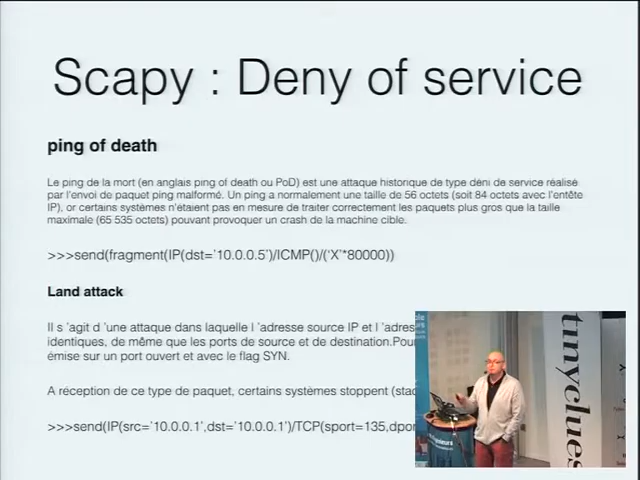 Scapy : Deny of service
ping of death
Le ping de la mort (en anglais ping of death ou PoD) est une attaque historique de type déni de service réalisé
par l'envoi de paquet ping malformé. Un ping a normalement une taille de 56 octets (soit 84 octets avec l'entête
IP), or certains systèmes n'étaient pas en mesure de traiter correctement les paquets plus gros que la taille
maximale (65 535 octets) pouvant provoquer un crash de la machine cible.
>>>send(fragment(IP(dst='10.0.0.5')/ICMP()/('X'*80000))
Land attack
Il s 'agit d 'une attaque dans laquelle l 'adresse source IP et l 'adres
identiques, de même que les ports de source et de destination.Pour
émise sur un port ouvert et avec le flag SYN.
A réception de ce type de paquet, certains systèmes stoppent (stac
>>>send(IP(src='10.0.0.1',dst='10.0.0.1')/TCP(sport=135,dpor
tinyclues